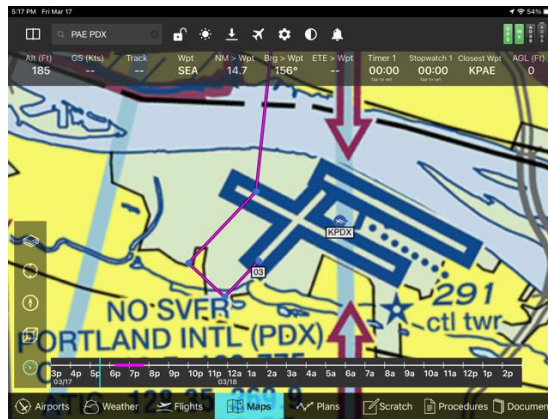 5:17 PM Fri Mar 17
54%
PAE PDX
Alt (Ft) GS (Kts) Track Wpt NM > Wpt Brg > Wpt ETE > Wpt Timer 1 Stopwatch 1 Closest Wpt AGL (Ft)
185 -- -- SEA 14.7 156° -- 00:00 00:00 KPAE 0
Tap to set Tap to set
KPDX
03
291
ctl twr
NO SVFR
PORTLAND INTL (PDX)
3p 4p 5p 6p 7p 8p 9p 10p 11p 12a 1a 2a 3a 4a 5a 6a 7a 8a 9a 10a 11a 12p 1p 2p
03/17 03/18
Airports Weather Flights Maps Plans Scratch Procedures Documen